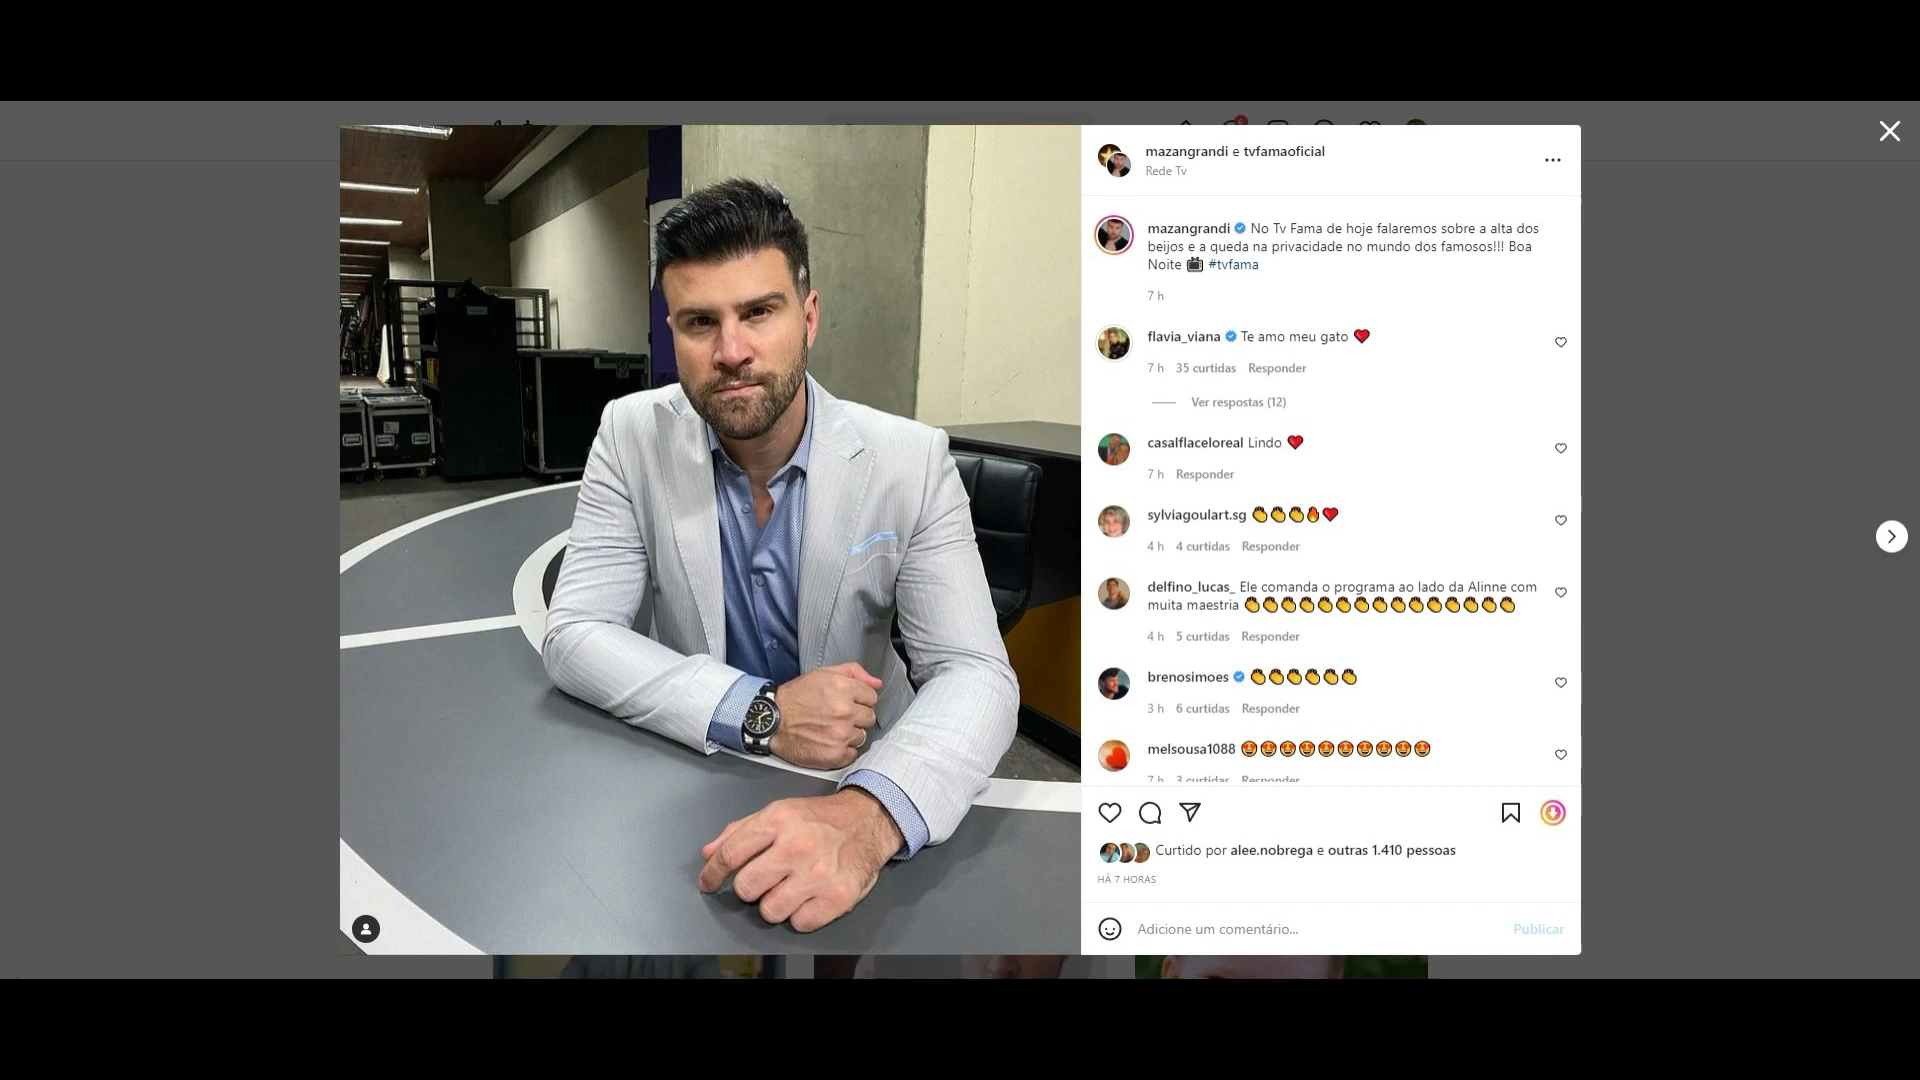 mazangrandi e tvfamaoficial
Rede Tv
mazangrandi No Tv Fama de hoje falaremos sobre a alta dos
beijos e a queda na privacidade no mundo dos famosos!!! Boa
Noite 📺 #tvfama
7 h
flavia_viana Te amo meu gato ❤️
7 h 35 curtidas Responder
Ver respostas (12)
casalflaceloreal Lindo ❤️
7 h Responder
sylviagoulart.sg 👏👏👏🔥❤️
4 h 4 curtidas Responder
delfino_lucas_ Ele comanda o programa ao lado da Alinne com
muita maestria 👏👏👏👏👏👏👏👏👏👏👏👏👏👏👏
4 h 5 curtidas Responder
brenosimoes 👏👏👏👏👏👏
3 h 6 curtidas Responder
melsousa1088 😍😍😍😍😍😍😍😍😍😍
7 h 3 curtidas Responder
Curtido por alee.nobrega e outras 1.410 pessoas
HÁ 7 HORAS
Adicione um comentário...
Publicar